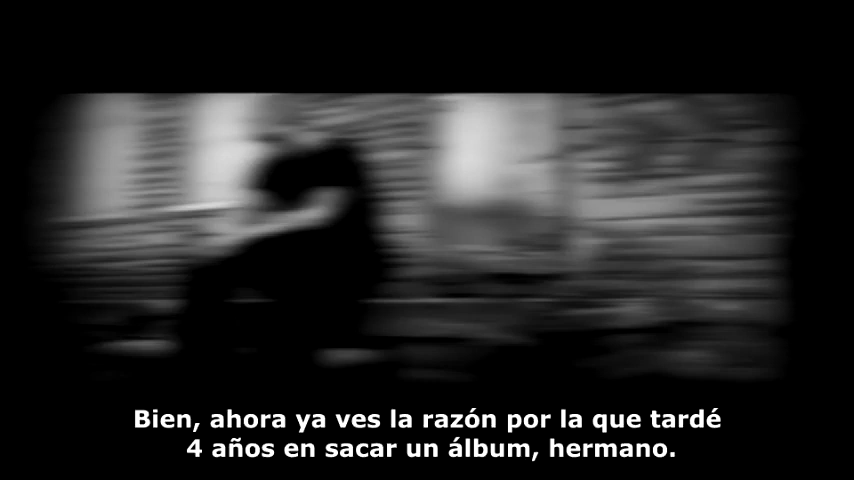 Bien, ahora ya ves la razón por la que tardé
4 años en sacar un álbum, hermano.